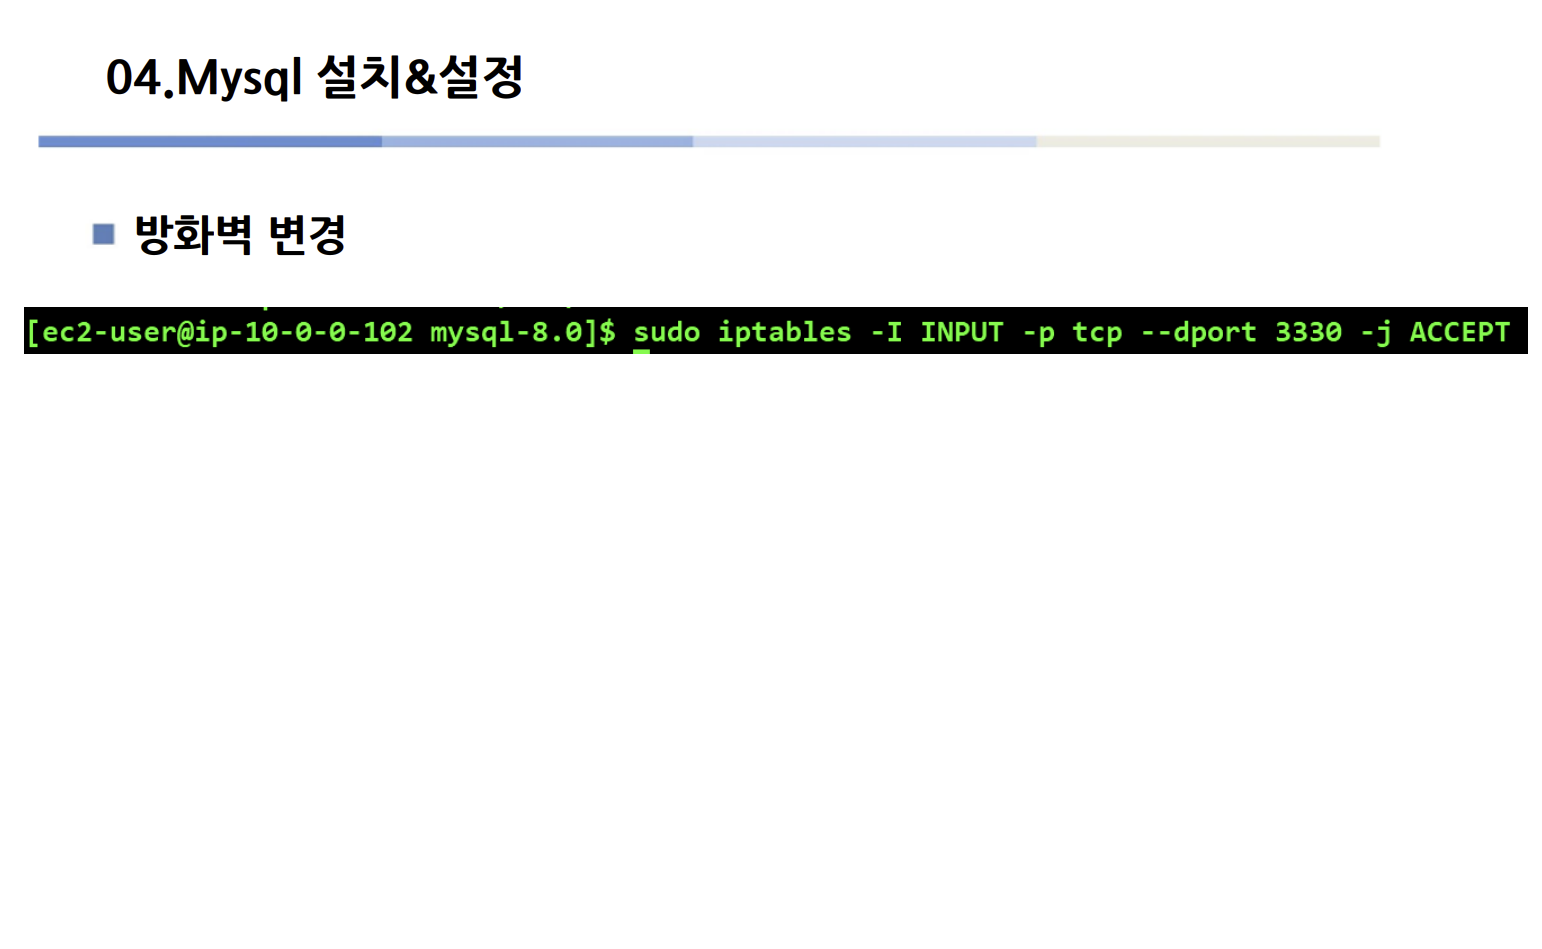 04.Mysql 설치&설정
방화벽 변경
[ec2-user@ip-10-0-0-102 mysql-8.0]$ sudo iptables -I INPUT -p tcp --dport 3330 -j ACCEPT